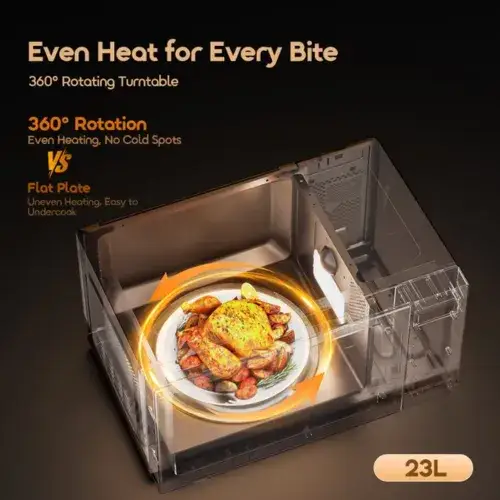 Even Heat for Every Bite
360° Rotating Turntable
360° Rotation
Even Heating, No Cold Spots
VS
Flat Plate
Uneven Heating, Easy to
Undercook
23L